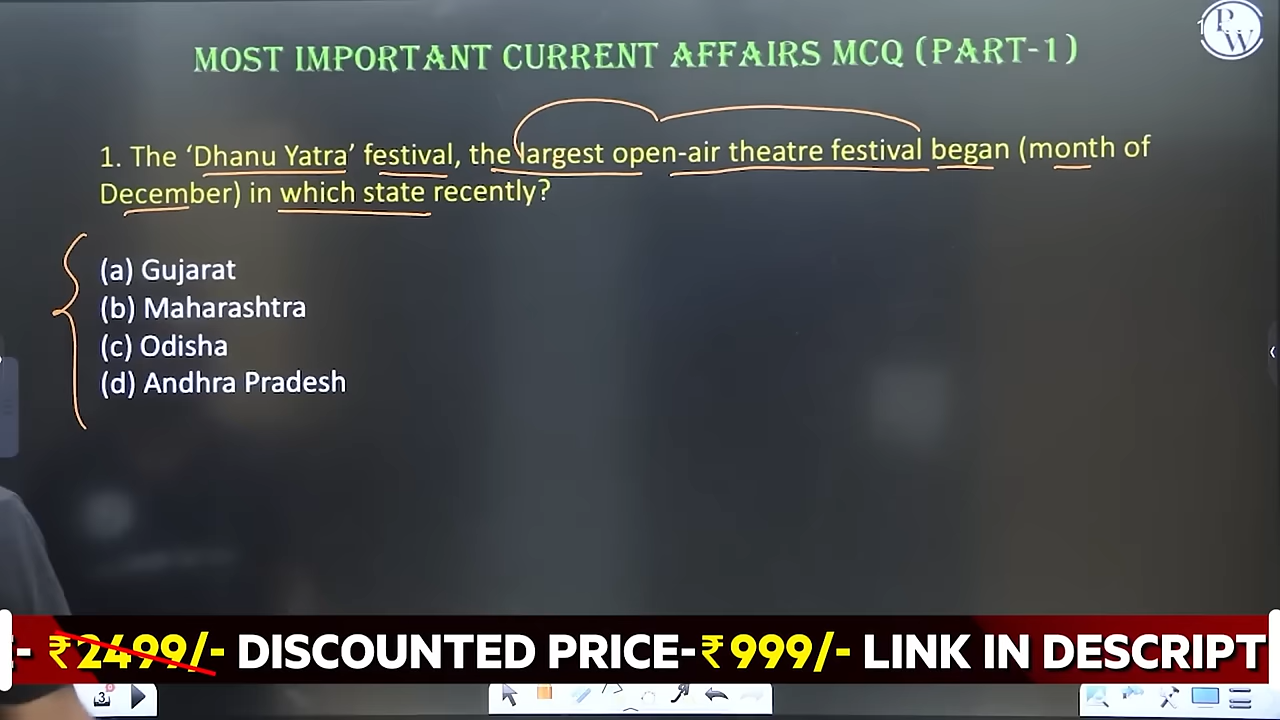 PW
MOST IMPORTANT CURRENT AFFAIRS MCQ (PART-1)
1. The ‘Dhanu Yatra’ festival, the largest open-air theatre festival began (month of
December) in which state recently?
(a) Gujarat
(b) Maharashtra
(c) Odisha
(d) Andhra Pradesh
- ₹2499/- DISCOUNTED PRICE-₹999/- LINK IN DESCRIPT
3